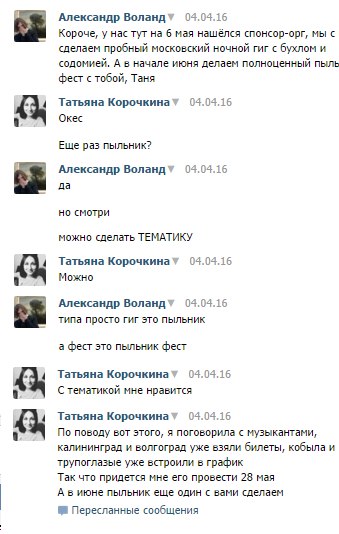 Александр Воланд 04.04.16
Короче, у нас тут на 6 мая нашёлся спонсор-орг, мы с
сделаем пробный московский ночной гиг с бухлом и
содомией. А в начале июня делаем полноценный пыль
фест с тобой, Таня
Татьяна Корочкина 04.04.16
Окес
Еще раз пыльник?
Александр Воланд 04.04.16
да
но смотри
можно сделать ТЕМАТИКУ
Татьяна Корочкина 04.04.16
Можно
Александр Воланд 04.04.16
типа просто гиг это пыльник
а фест это пыльник фест
Татьяна Корочкина 04.04.16
С тематикой мне нравится
Татьяна Корочкина 04.04.16
По поводу вот этого, я поговорила с музыкантами,
калининград и волгоград уже взяли билеты, кобыла и
трупоглазые уже встроили в график
Так что придется мне его провести 28 мая
А в июне пыльник еще один с вами сделаем
Пересланные сообщения